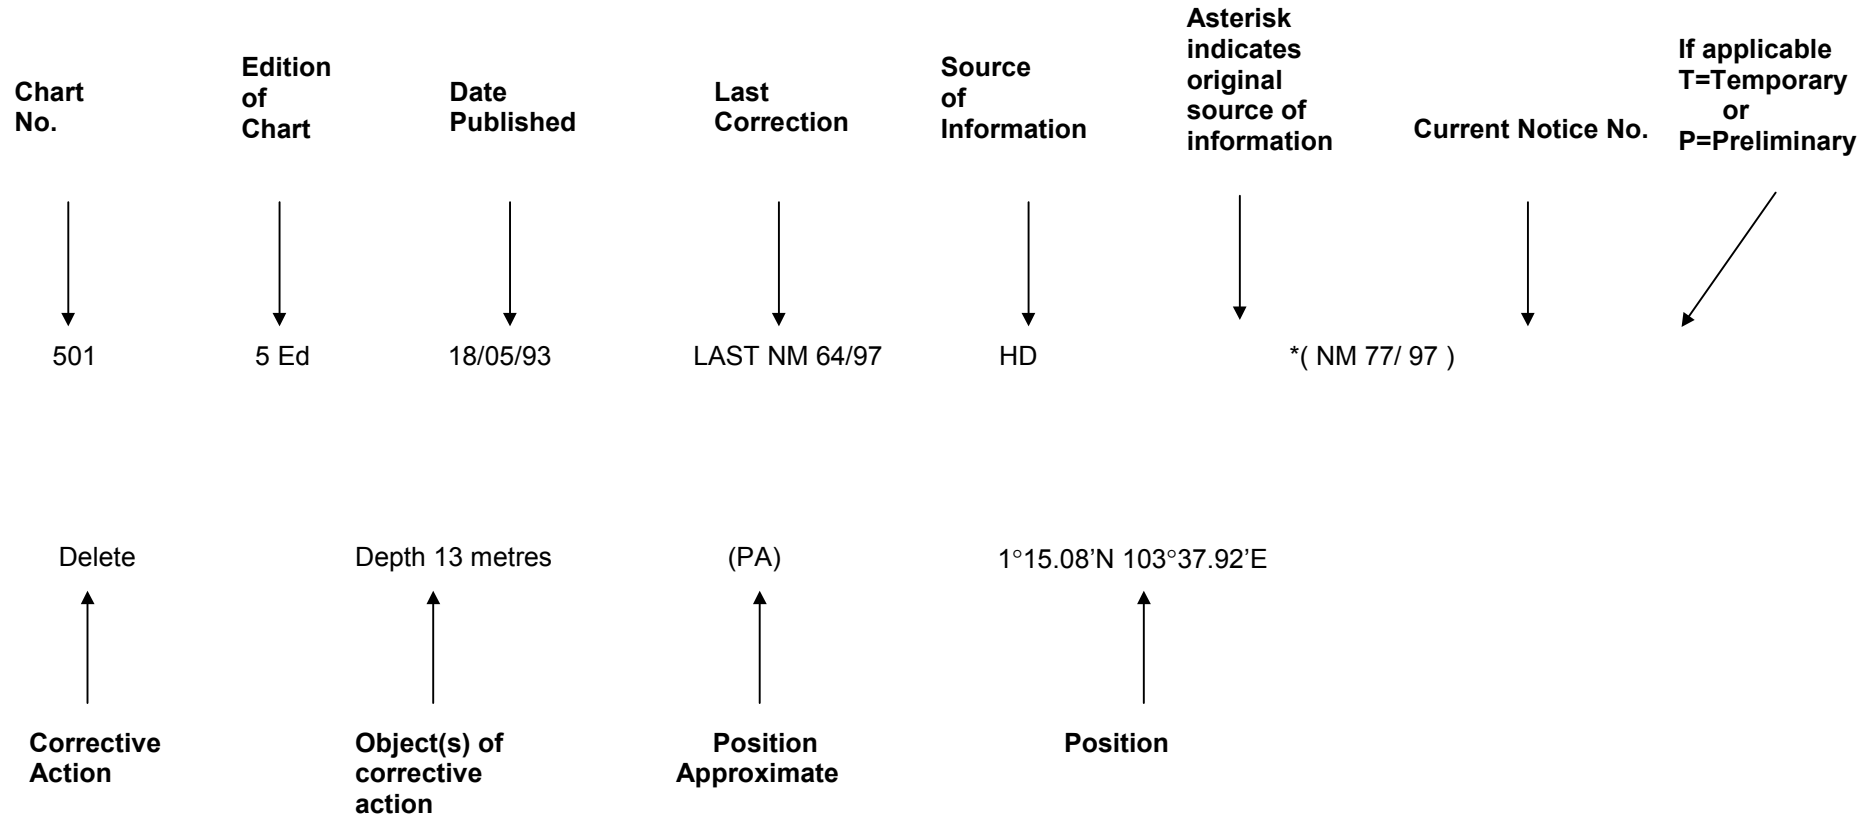 Chart
No.
Edition
of
Chart
Date
Published
Last
Correction
Source
of
Information
Asterisk
indicates
original
source of
information
Current Notice No.
If applicable
T=Temporary
or
P=Preliminary
501
5 Ed
18/05/93
LAST NM 64/97
HD
*( NM 77/ 97 )
Delete
Depth 13 metres
(PA)
1°15.08’N 103°37.92’E
Corrective
Action
Object(s) of
corrective
action
Position
Approximate
Position